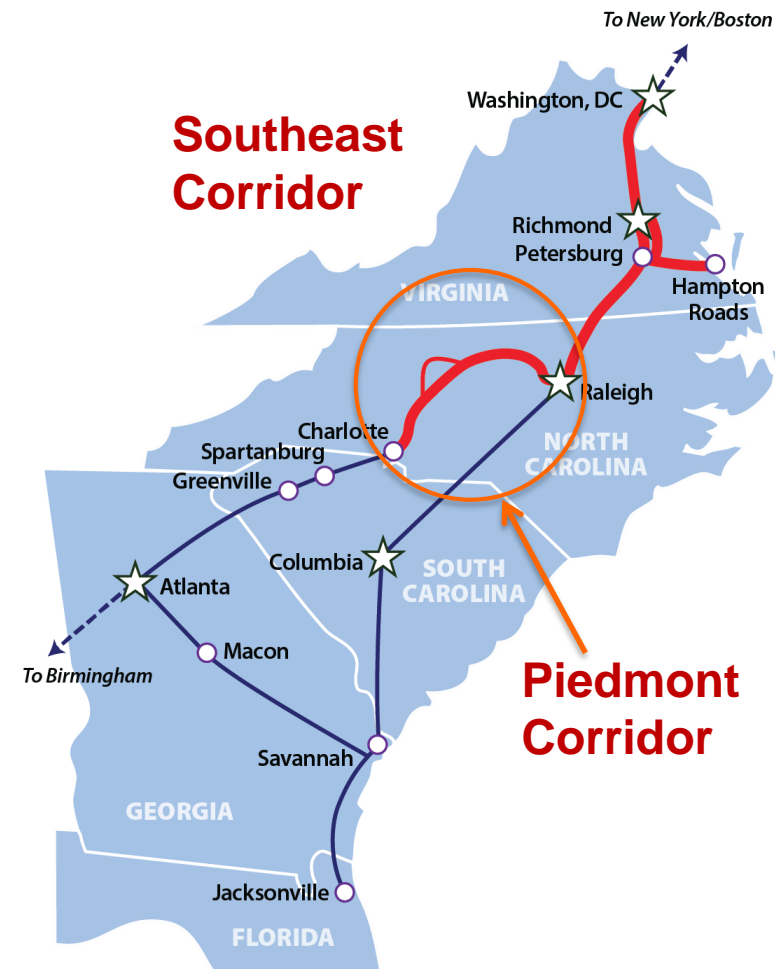 To New York/Boston
Washington, DC
Southeast
Corridor
Richmond
Petersburg
Hampton
Roads
VIRGINIA
Raleigh
Charlotte
NORTH
CAROLINA
Spartanburg
Greenville
Columbia
SOUTH
CAROLINA
Atlanta
Macon
To Birmingham
Piedmont
Corridor
Savannah
GEORGIA
Jacksonville
FLORIDA